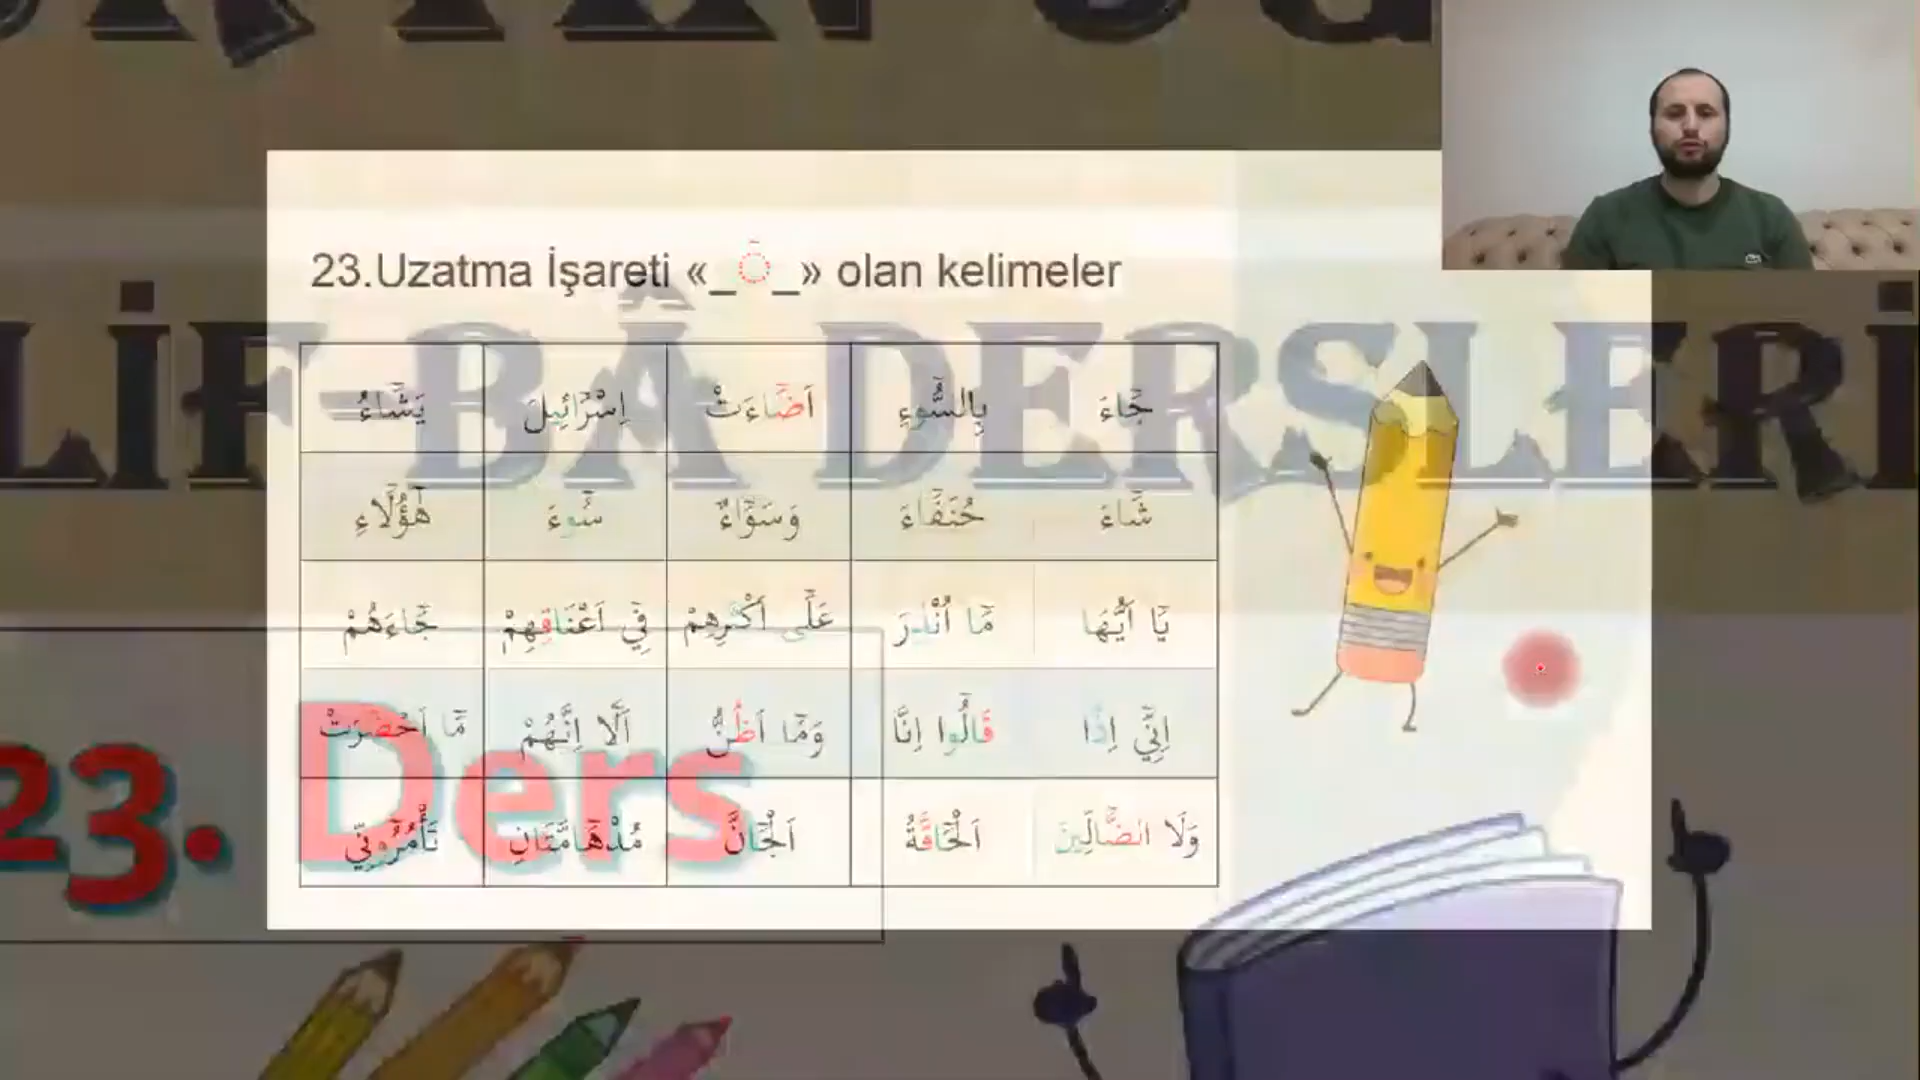 LİF-BÂ DERSLERİ
23.Uzatma İşareti «_ٓ_» olan kelimeler
جَٓاءَ بِالسُّٓوءِ اَضَٓاءَتْ اِسْرَٓائٖيلَ يَشَٓاءُ
شَٓاءَ حُنَفَٓاءَ وَسَوَٓاءٌ سُٓوءَ هٰٓؤُلَٓاءِ
يَٓا اَيُّهَا مَٓا اُنْذِرَ عَلٰٓى اَكْثَرِهِمْ فٖٓي اَعْنَاقِهِمْ جَٓاءَهُمْ
اِنّٖٓي اِذًا قَالُٓوا اِنَّا وَمَٓا اَظُنُّ اَلَٓا اِنَّهُمْ مَٓا اَحْضَرَتْ
وَلَا الضَّٓالّٖينَ اَلْحَٓاقَّةُ اَلْجَٓانَّ مُدْهَٓامَّتَانِ تَأْمُرُٓونّٖي
23. Ders